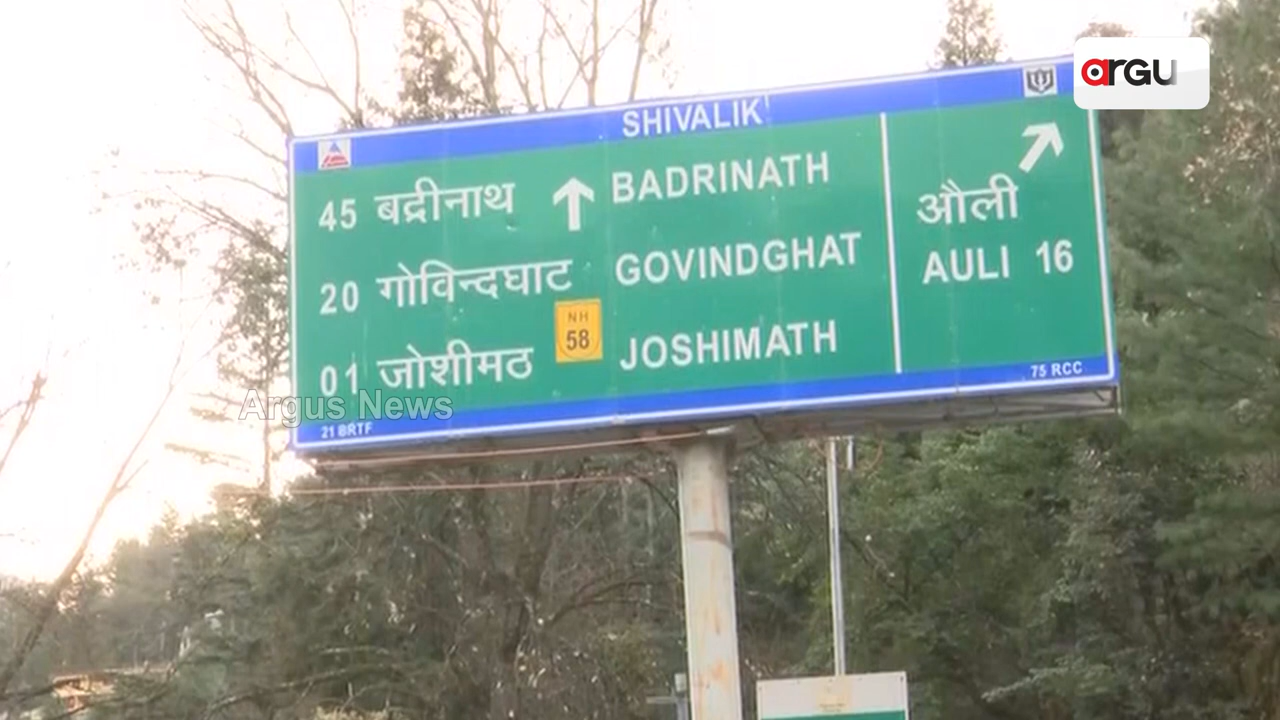 ARGU
SHIVALIK
45 बद्रीनाथ BADRINATH
20 गोविन्दघाट GOVINDGHAT
NH
58
01 जोशीमठ JOSHIMATH
औली
AULI 16
21 BRTF
75 RCC
Argus News